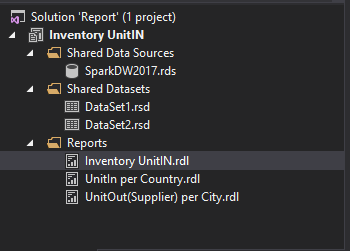 Solution 'Report' (1 project)
Inventory UnitIN
Shared Data Sources
SparkDW2017.rds
Shared Datasets
DataSet1.rsd
DataSet2.rsd
Reports
Inventory UnitIN.rdl
UnitIn per Country.rdl
UnitOut(Supplier) per City.rdl